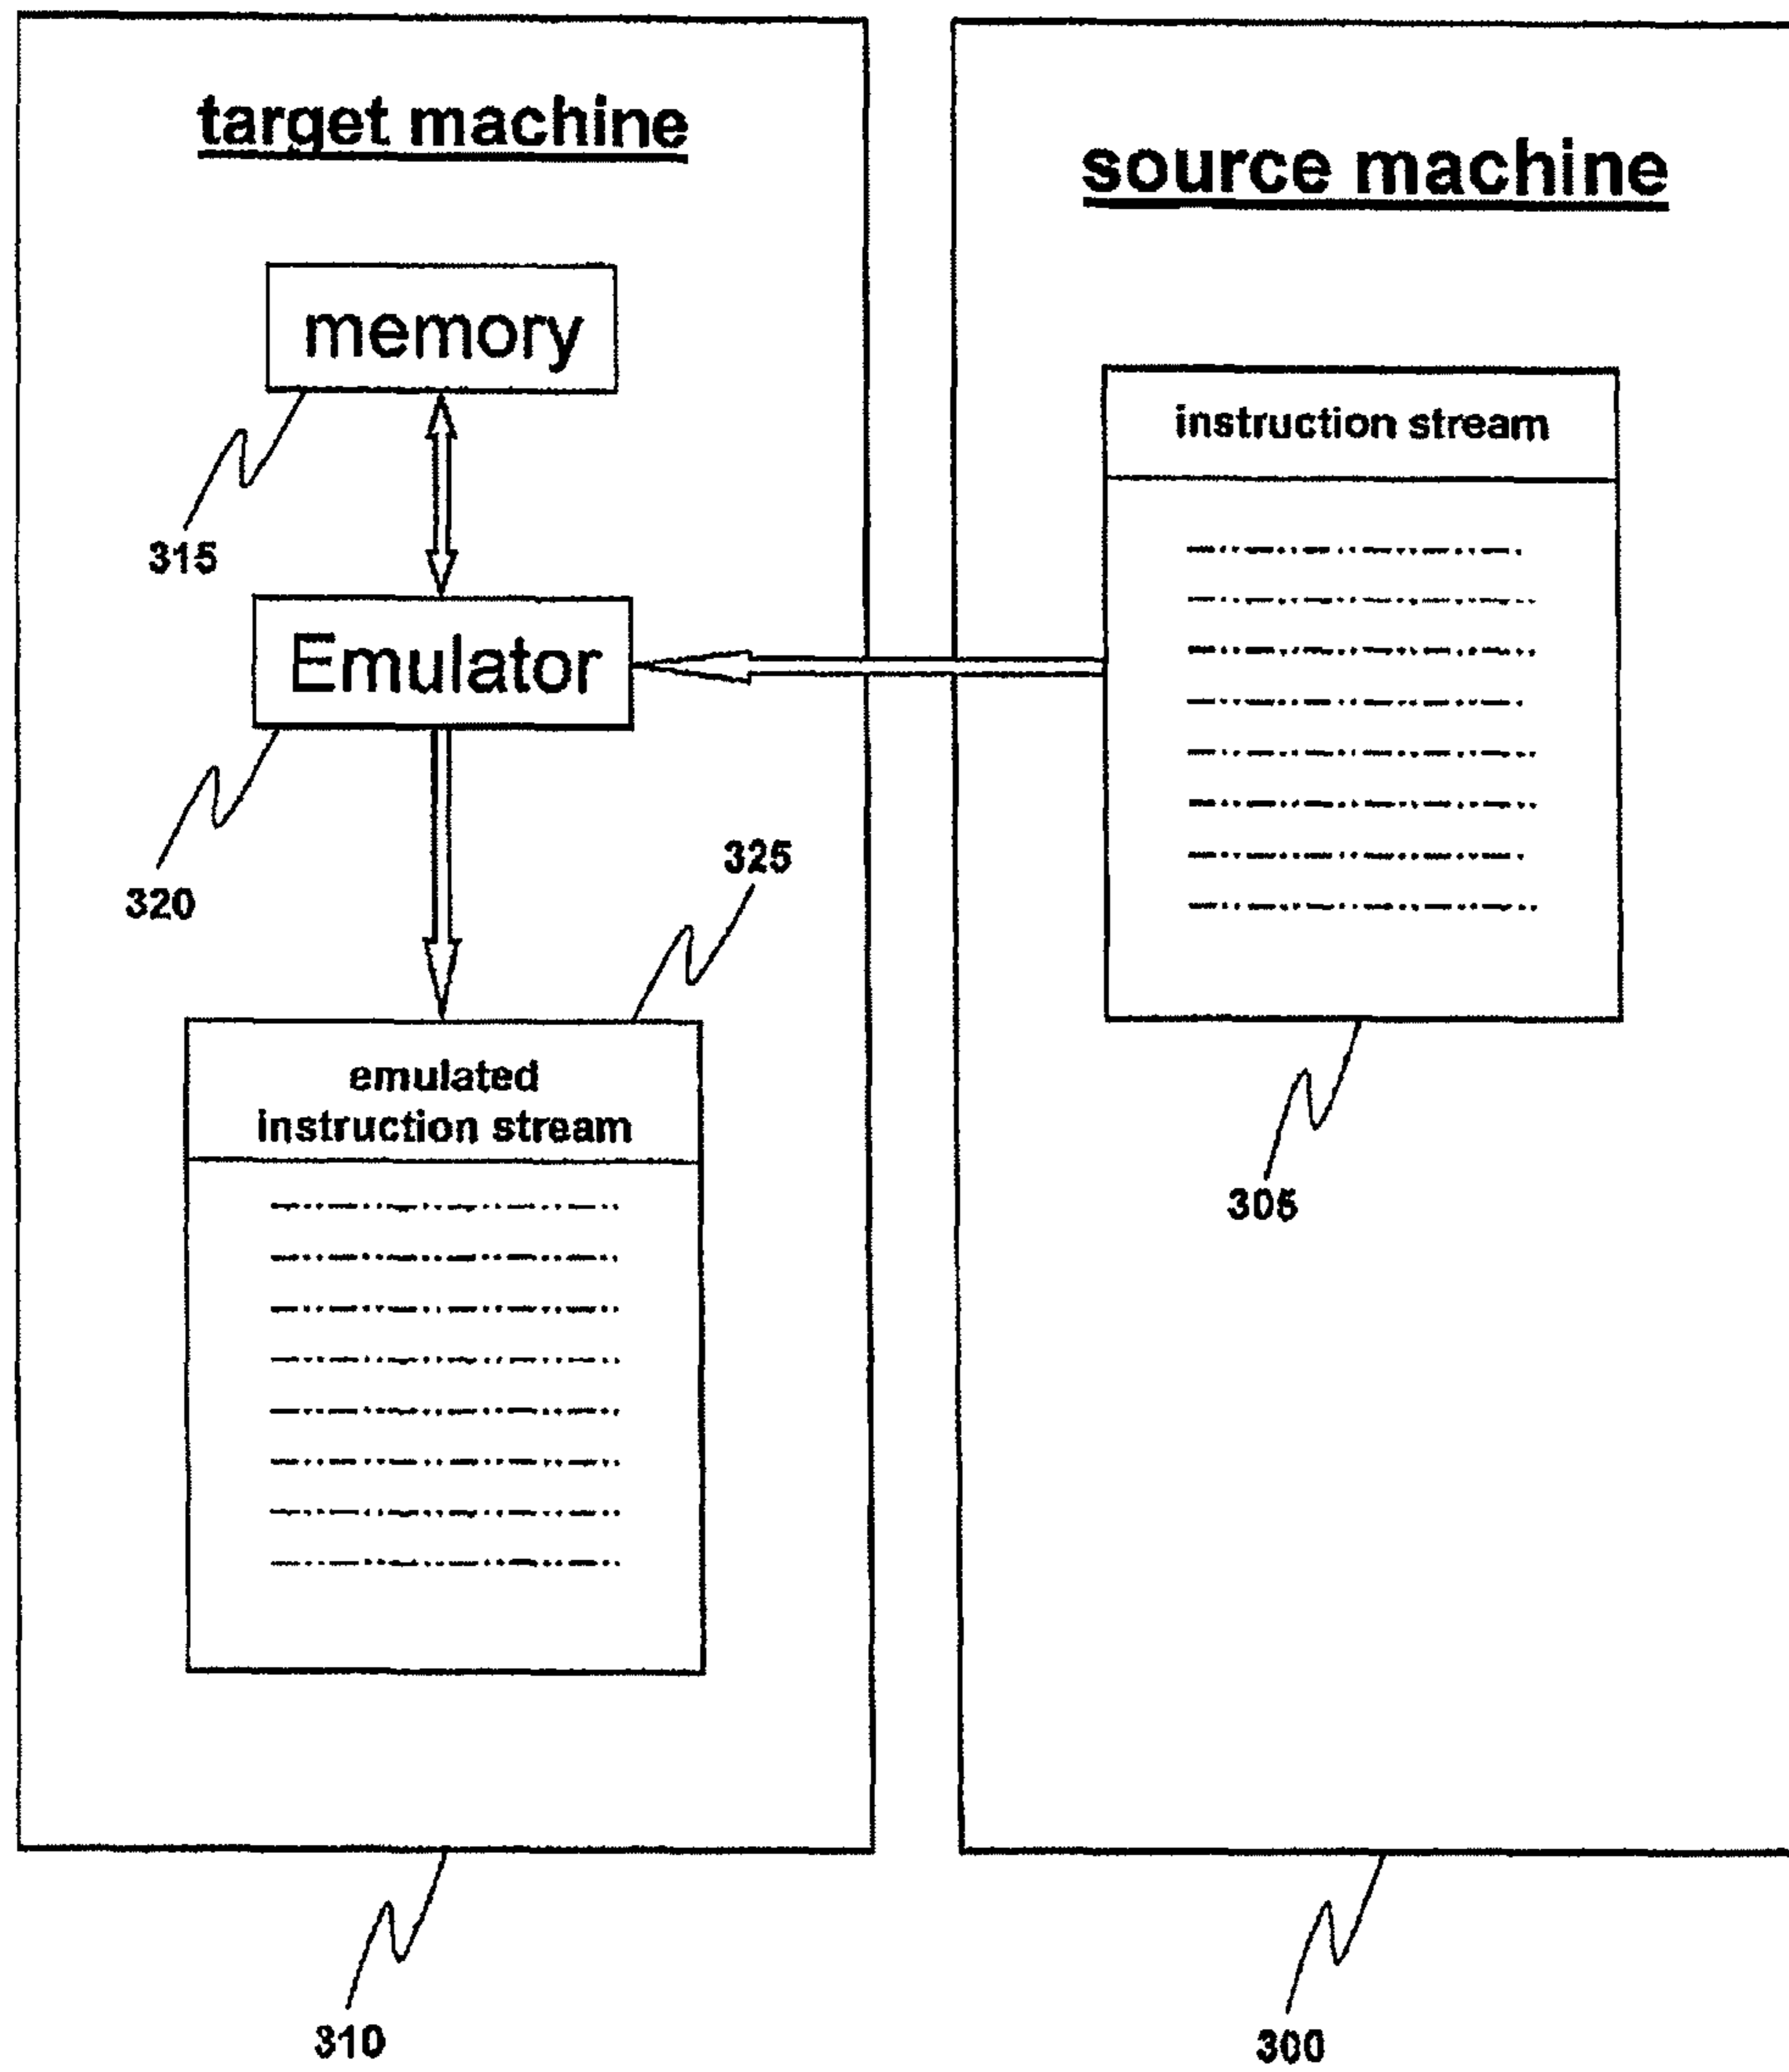 target machine
memory
315
Emulator
320
325
emulated
instruction stream
310
source machine
instruction stream
305
300